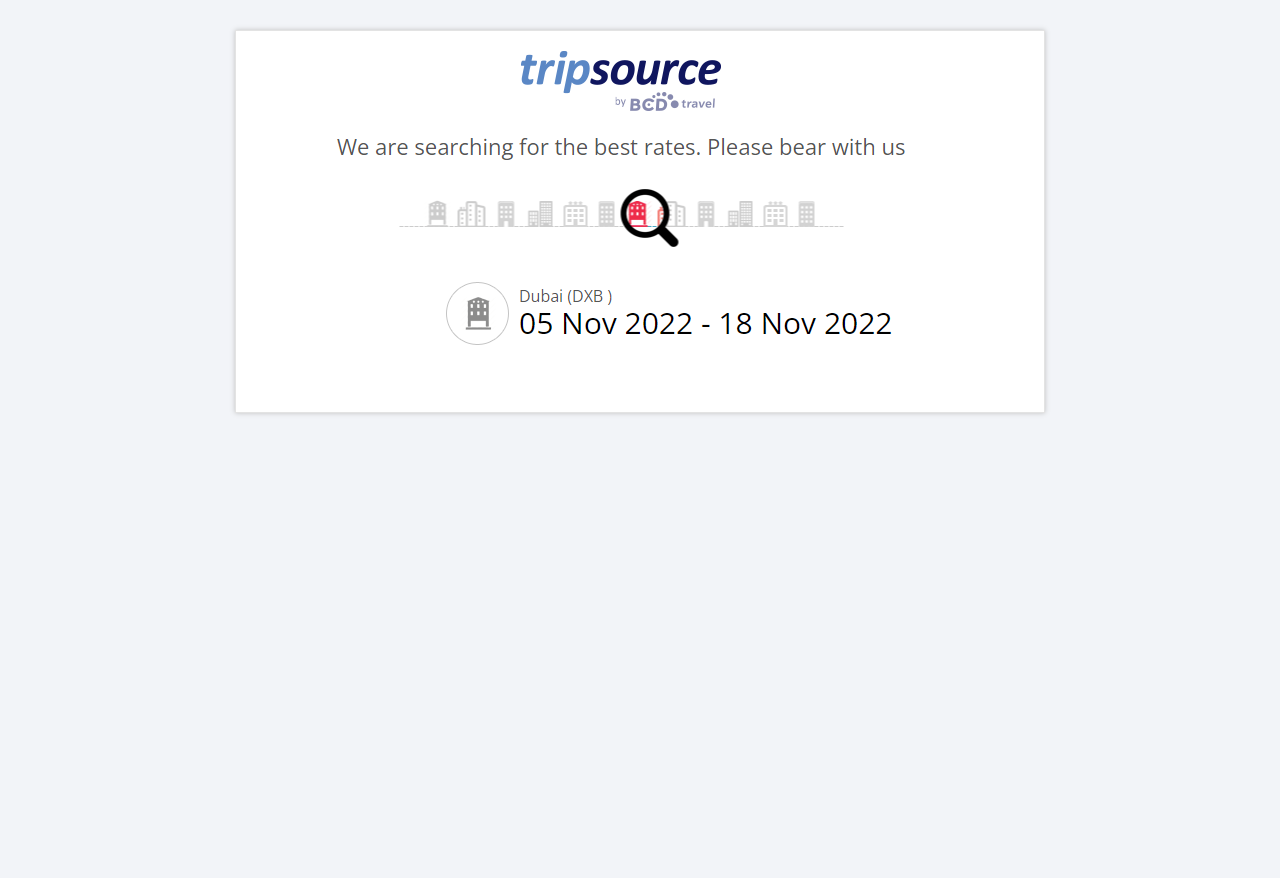 tripsource
by BCD travel
We are searching for the best rates. Please bear with us
Dubai (DXB )
05 Nov 2022 - 18 Nov 2022